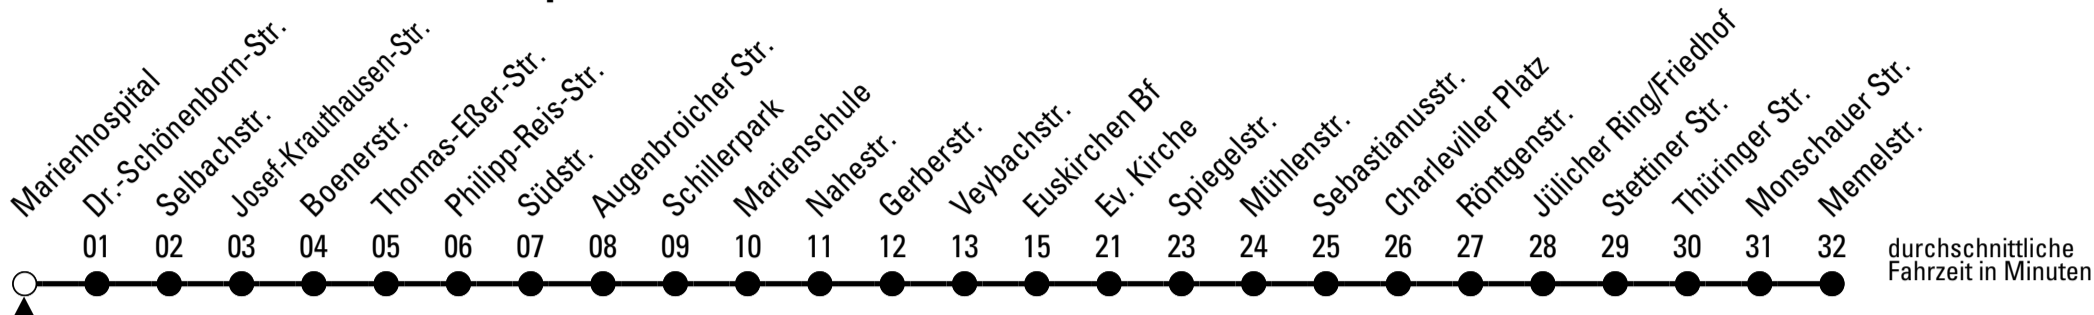 Marienhospital
Dr.-Schönenborn-Str.
Selbachstr.
Josef-Krauthausen-Str.
Boenerstr.
Thomas-Eßer-Str.
Philipp-Reis-Str.
Südstr.
Augenbroicher Str.
Schillerpark
Marienschule
Nahestr.
Gerberstr.
Veybachstr.
Euskirchen Bf
Ev. Kirche
Spiegelstr.
Mühlenstr.
Sebastianusstr.
Charleviller Platz
Röntgenstr.
Jülicher Ring/Friedhof
Stettiner Str.
Thüringer Str.
Monschauer Str.
Memelstr.
01 02 03 04 05 06 07 08 09 10 11 12 13 15 21 23 24 25 26 27 28 29 30 31 32
durchschnittliche
Fahrzeit in Minuten